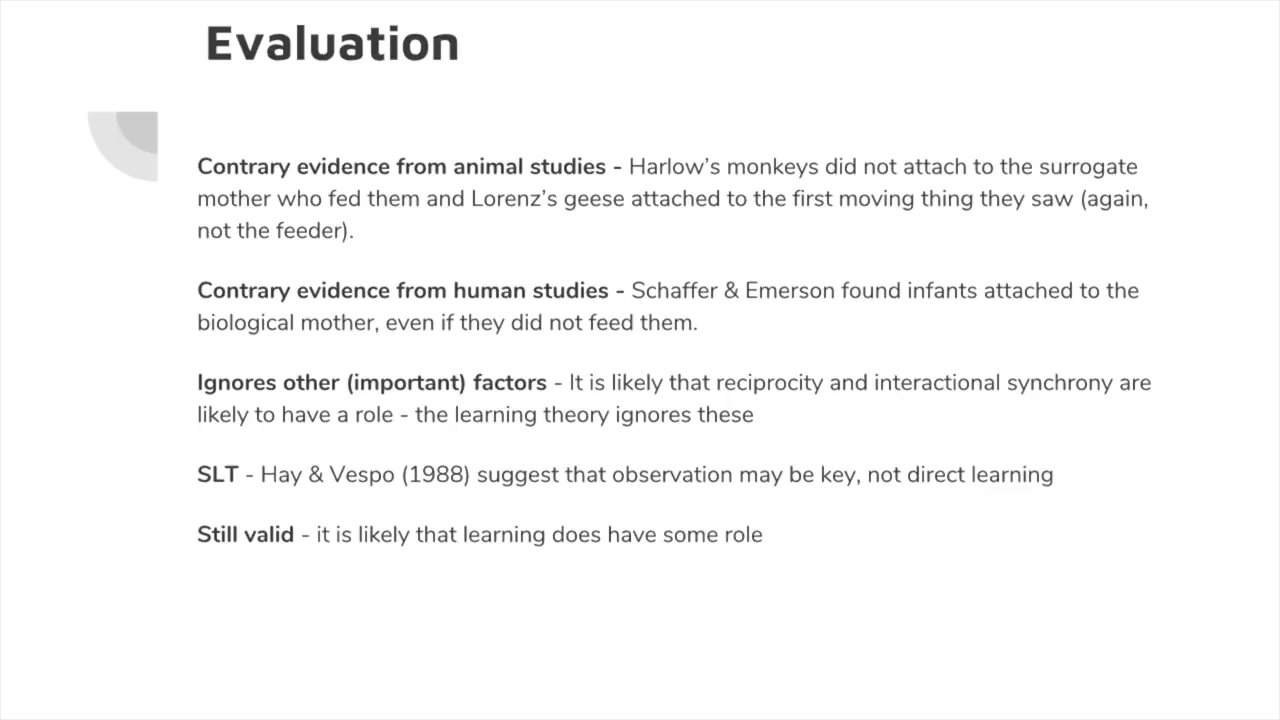 Evaluation
Contrary evidence from animal studies - Harlow's monkeys did not attach to the surrogate
mother who fed them and Lorenz's geese attached to the first moving thing they saw (again,
not the feeder).
Contrary evidence from human studies - Schaffer & Emerson found infants attached to the
biological mother, even if they did not feed them.
Ignores other (important) factors - It is likely that reciprocity and interactional synchrony are
likely to have a role - the learning theory ignores these
SLT - Hay & Vespo (1988) suggest that observation may be key, not direct learning
Still valid - it is likely that learning does have some role